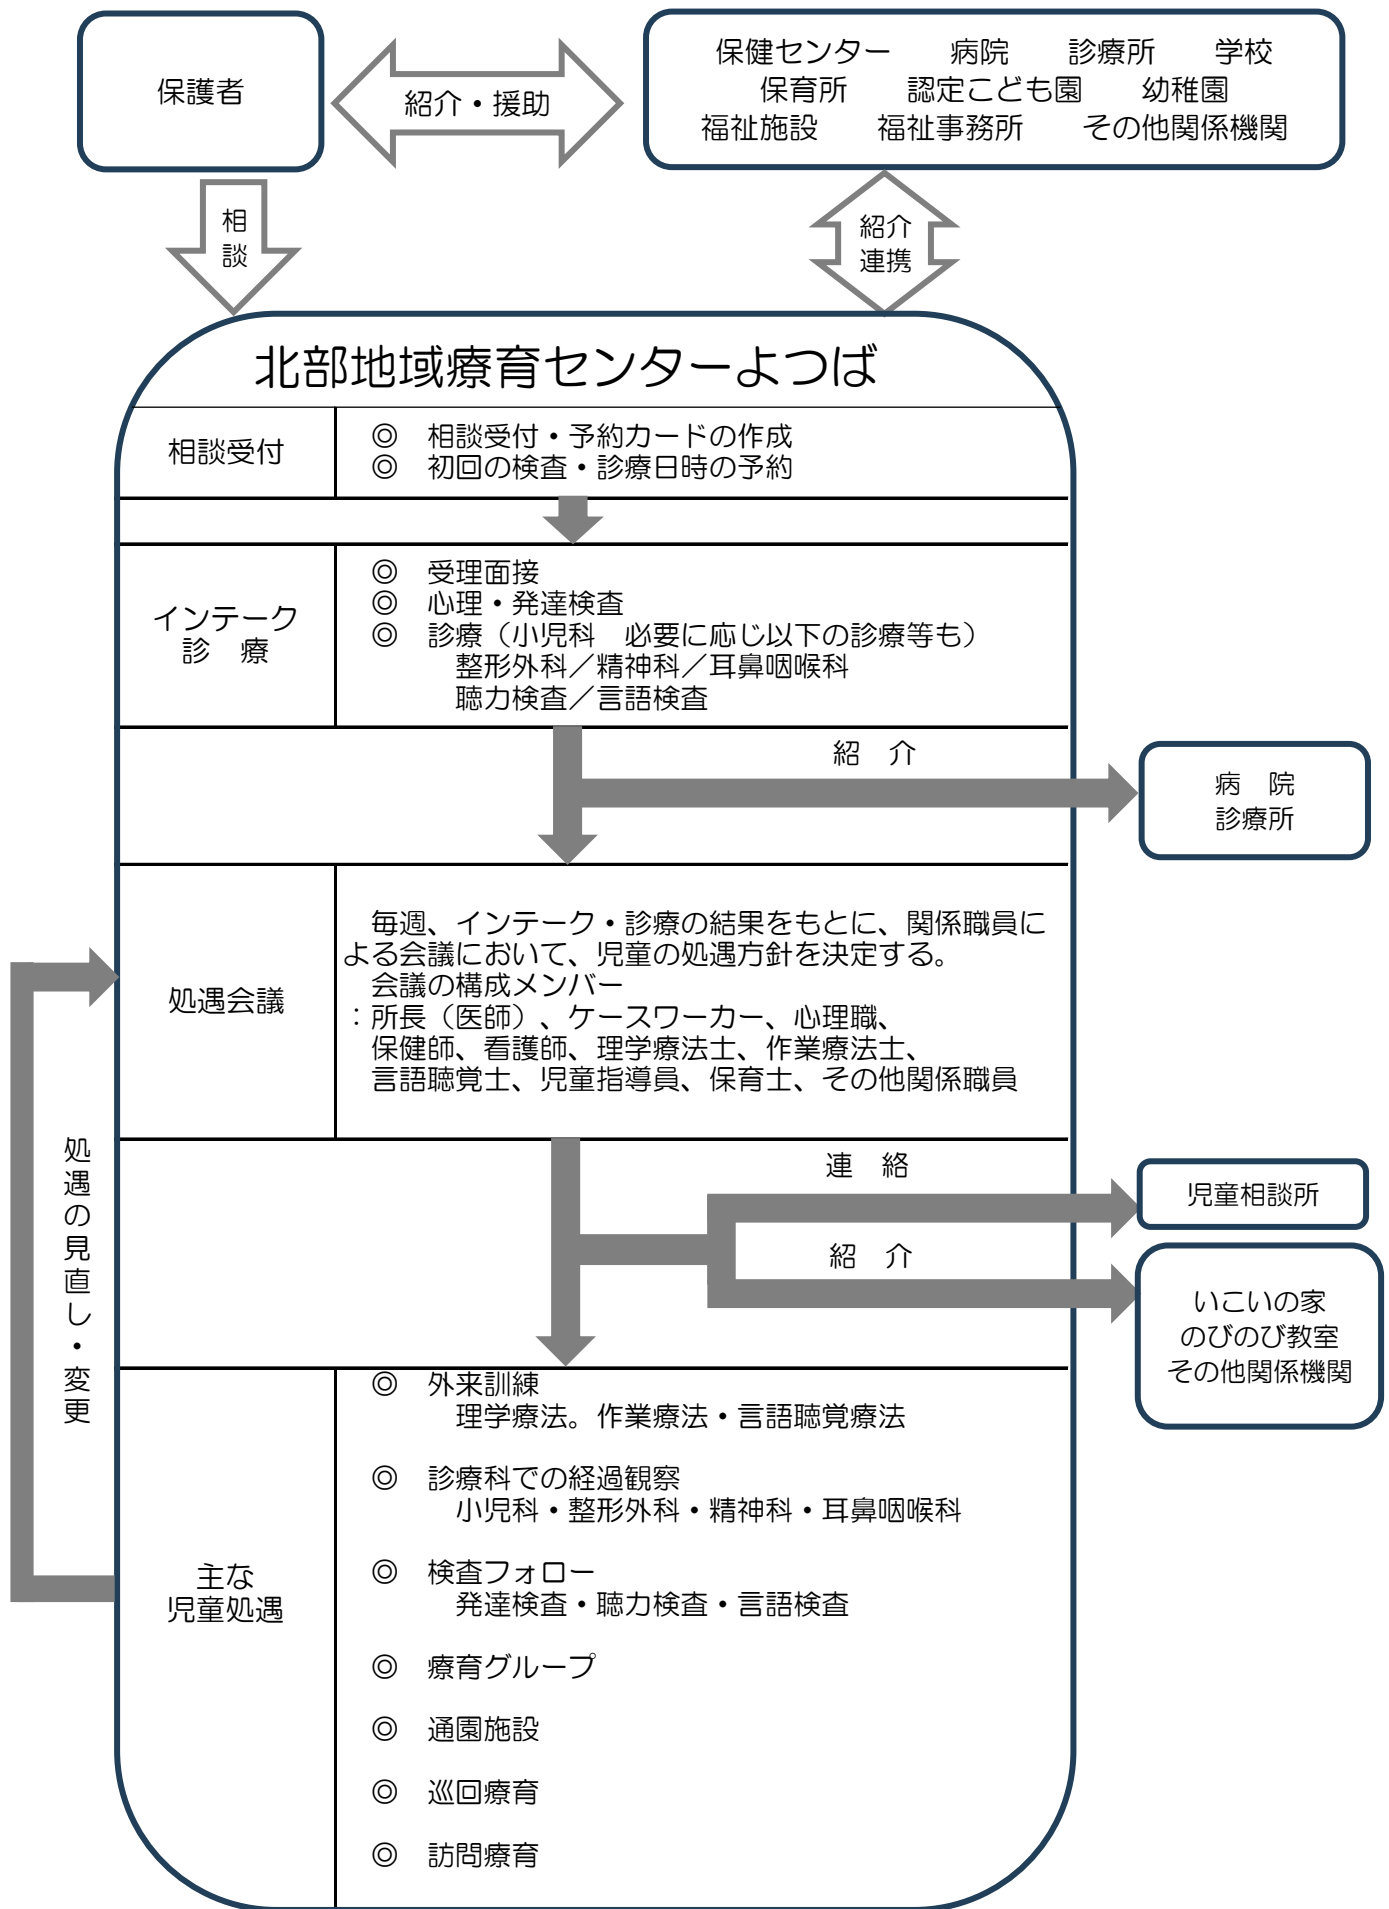 保護者
紹介・援助
保健センター　病院　診療所　学校
保育所　認定こども園　幼稚園
福祉施設　福祉事務所　その他関係機関
相
談
紹介
連携
北部地域療育センターよつば
相談受付
◎　相談受付・予約カードの作成
◎　初回の検査・診療日時の予約
インテーク
診　療
◎　受理面接
◎　心理・発達検査
◎　診療（小児科　必要に応じ以下の診療等も）
整形外科／精神科／耳鼻咽喉科
聴力検査／言語検査
紹　介
病　院
診療所
処遇会議
毎週、インテーク・診療の結果をもとに、関係職員に
よる会議において、児童の処遇方針を決定する。
会議の構成メンバー
：所長（医師）、ケースワーカー、心理職、
保健師、看護師、理学療法士、作業療法士、
言語聴覚士、児童指導員、保育士、その他関係職員
処遇の見直し・変更
連　絡
児童相談所
紹　介
いこいの家
のびのび教室
その他関係機関
主な
児童処遇
◎　外来訓練
理学療法。作業療法・言語聴覚療法
◎　診療科での経過観察
小児科・整形外科・精神科・耳鼻咽喉科
◎　検査フォロー
発達検査・聴力検査・言語検査
◎　療育グループ
◎　通園施設
◎　巡回療育
◎　訪問療育